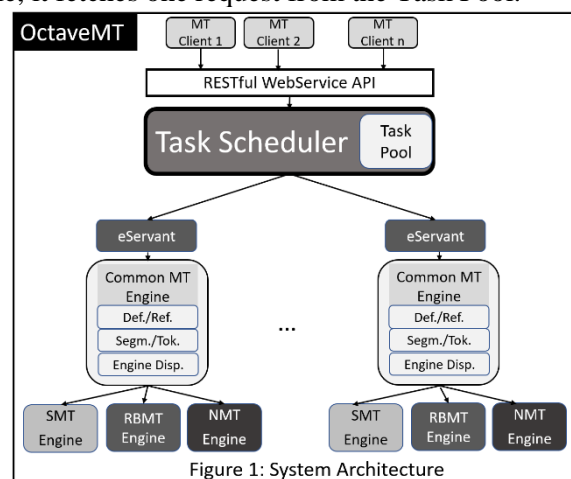 e, it fetches one request from the Task Pool.
OctaveMT
MT Client 1
MT Client 2
MT Client n
RESTful WebService API
Task Scheduler
Task
Pool
eServant
eServant
Common MT
Engine
Def./Ref.
Segm./Tok.
Engine Disp.
...
Common MT
Engine
Def./Ref.
Segm./Tok.
Engine Disp.
SMT
Engine
RBMT
Engine
NMT
Engine
SMT
Engine
RBMT
Engine
NMT
Engine
Figure 1: System Architecture